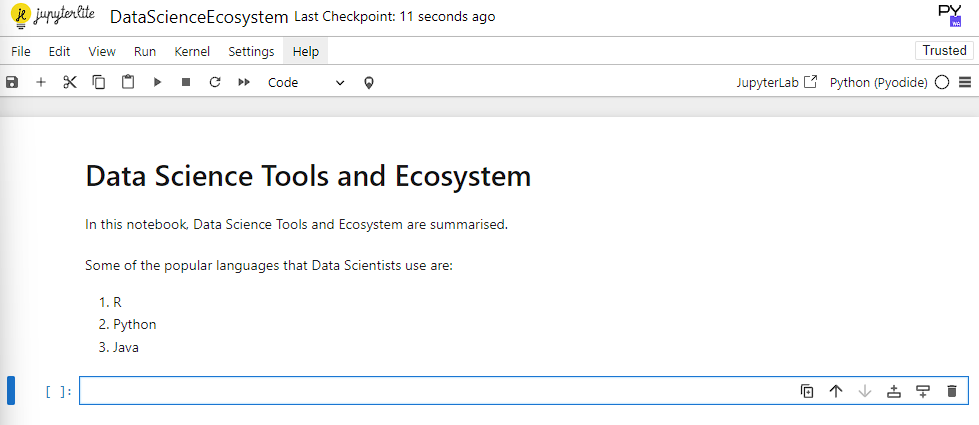 je jupyterlite DataScienceEcosystem Last Checkpoint: 11 seconds ago PY WA
File Edit View Run Kernel Settings Help Trusted
Code JupyterLab Python (Pyodide)
Data Science Tools and Ecosystem
In this notebook, Data Science Tools and Ecosystem are summarised.
Some of the popular languages that Data Scientists use are:
1. R
2. Python
3. Java
[ ]: